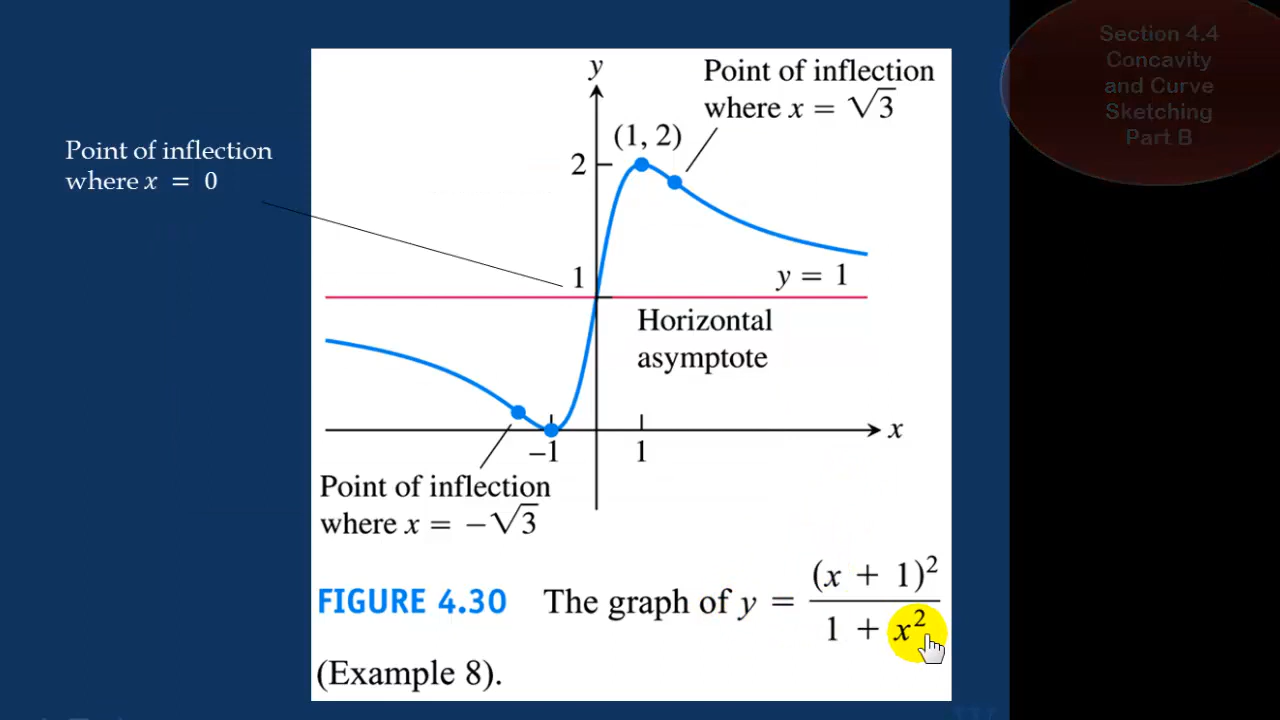 Section 4.4
Concavity
and Curve
Sketching
Part B
Point of inflection
where x = 0
y
Point of inflection
where x = √3
(1, 2)
2
1
y = 1
Horizontal
asymptote
x
−1
1
Point of inflection
where x = −√3
FIGURE 4.30 The graph of y = (x + 1)² / 1 + x²
(Example 8).